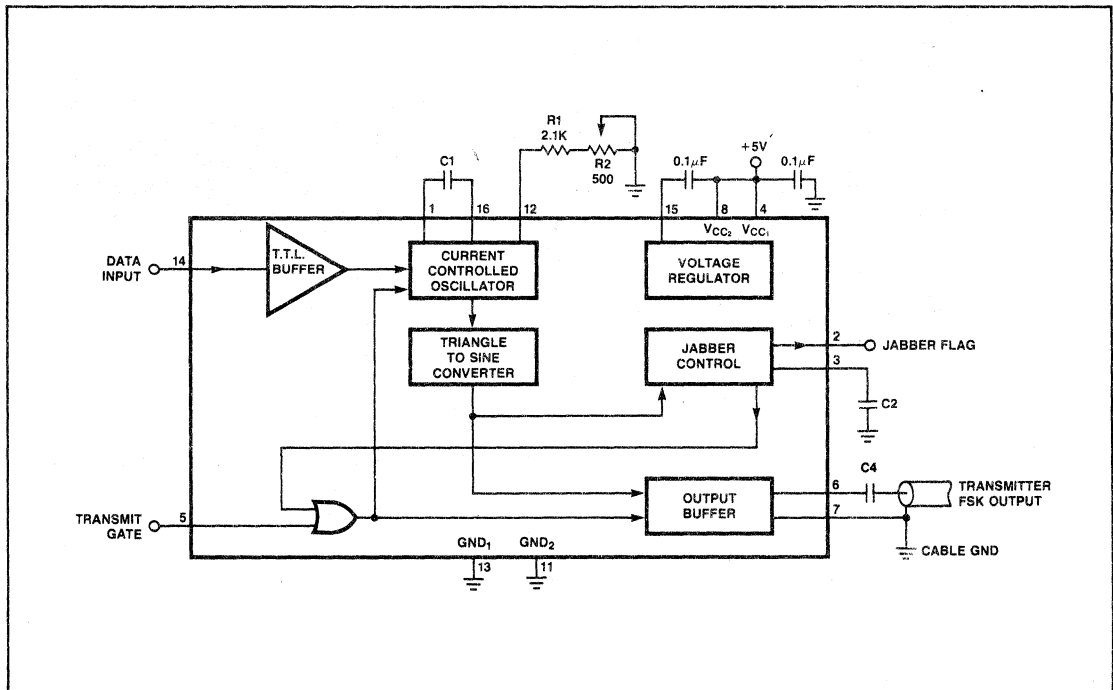 R1
2.1K
R2
500
C1
0.1μF
+5V
0.1μF
1
16
12
15
8
4
VCC2
VCC1
DATA
INPUT
14
T.T.L.
BUFFER
CURRENT
CONTROLLED
OSCILLATOR
VOLTAGE
REGULATOR
TRIANGLE
TO SINE
CONVERTER
JABBER
CONTROL
2
JABBER FLAG
3
C2
TRANSMIT
GATE
5
OUTPUT
BUFFER
6
C4
7
TRANSMITTER
FSK OUTPUT
CABLE GND
GND1
GND2
13
11